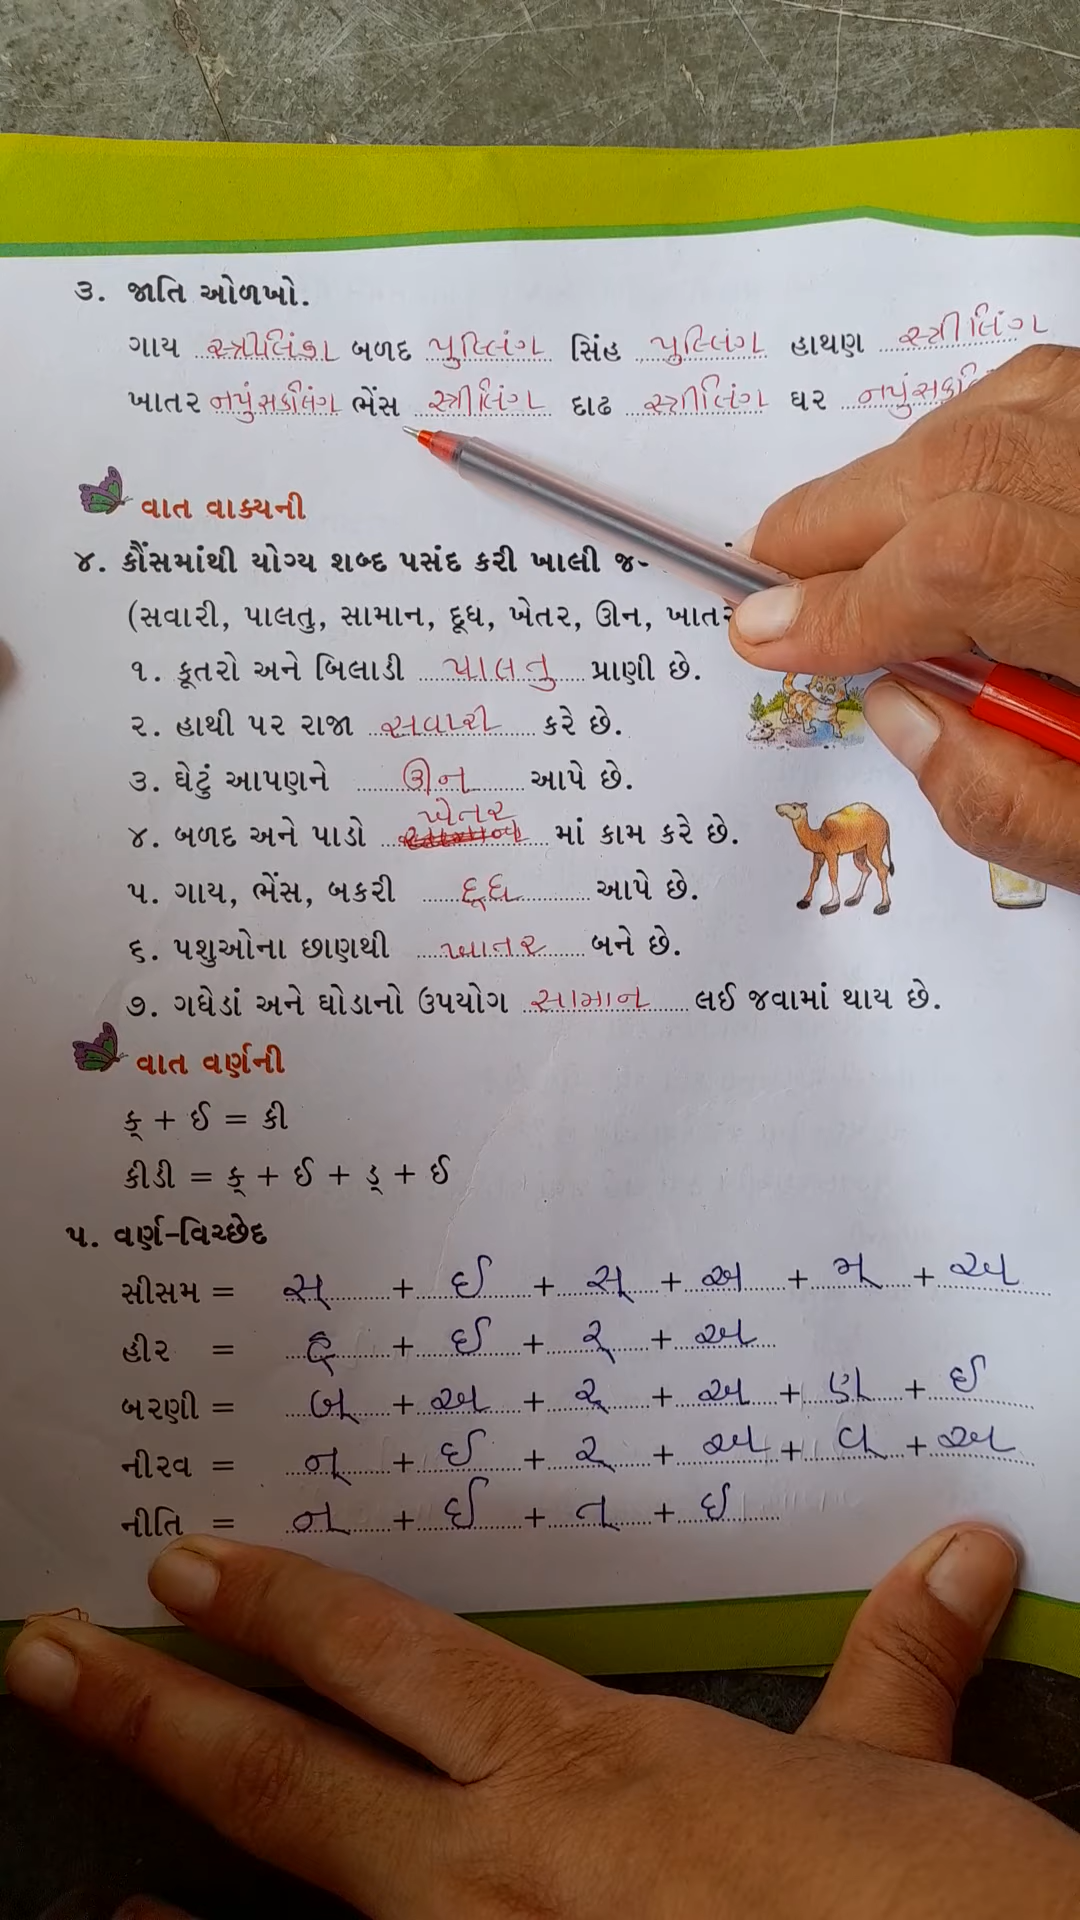 ૩. જાતિ ઓળખો.
ગાય સ્ત્રીલિંગ બળદ પુલ્લિંગ સિંહ પુલ્લિંગ હાથણ સ્ત્રીલિંગ
ખાતર નપુંસકલિંગ ભેંસ સ્ત્રીલિંગ દાઢ સ્ત્રીલિંગ ઘર
વાત વાક્યની
૪. કૌંસમાંથી યોગ્ય શબ્દ પસંદ કરી ખાલી
(સવારી, પાલતુ, સામાન, દૂધ, ખેતર, ઊન, ખાતર
૧. કૂતરો અને બિલાડી પાલતુ પ્રાણી છે.
૨. હાથી પર રાજા સવારી કરે છે.
૩. ઘેટું આપણને ઊન આપે છે.
૪. બળદ અને પાડો ખેતર માં કામ કરે છે.
૫. ગાય, ભેંસ, બકરી દૂધ આપે છે.
૬. પશુઓના છાણથી ખાતર બને છે.
૭. ગધેડાં અને ઘોડાનો ઉપયોગ સામાન લઈ જવામાં થાય છે.
વાત વર્ણની
ક્ + ઈ = કી
કીડી = ક્ + ઈ + ડ્ + ઈ
૫. વર્ણ-વિચ્છેદ
સીસમ = સ્ + ઈ + સ્ + અ + મ્ + અ
હીર = હ્ + ઈ + ર્ + અ
બરણી = બ્ + અ + ર્ + અ + ણ્ + ઈ
નીરવ = ન્ + ઈ + ર્ + અ + વ્ + અ
નીતિ = ન્ + ઈ + ત્ + ઇ